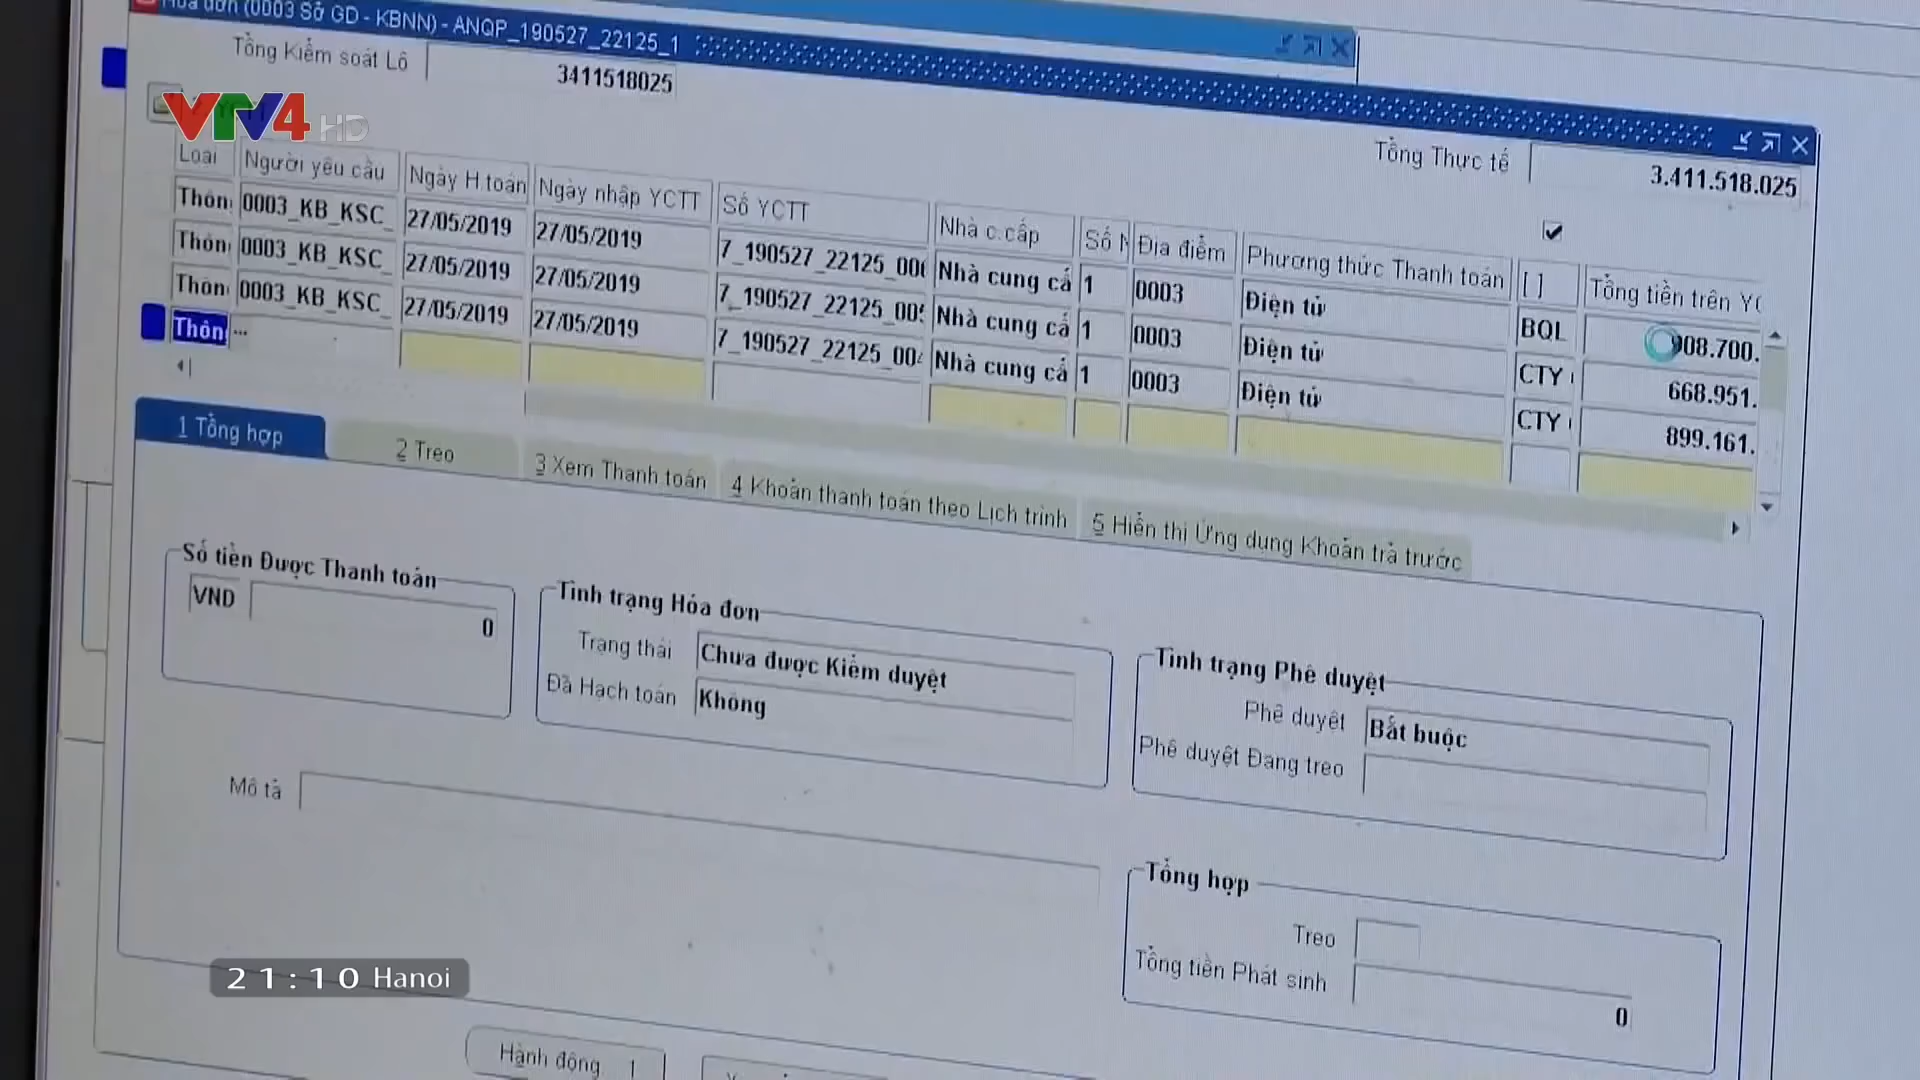 Hóa đơn (0003 Sở GD - KBNN) - ANQP_190527_22125_1
Tổng Kiểm soát Lô 3411518025
VTV4 HD
Tổng Thực tế 3.411.518.025
Loại Người yêu cầu Ngày H.toán Ngày nhập YCTT Số YCTT Nhà c.cấp Số Địa điểm Phương thức Thanh toán [ ] Tổng tiền trên
Thôn 0003_KB_KSC_ 27/05/2019 27/05/2019 7_190527_22125_00 Nhà cung cấ 1 0003 Điện tử BQL 908.700.
Thôn 0003_KB_KSC_ 27/05/2019 27/05/2019 7_190527_22125_00 Nhà cung cấ 1 0003 Điện tử CTY 668.951.
Thôn 0003_KB_KSC_ 27/05/2019 27/05/2019 7_190527_22125_00 Nhà cung cấ 1 0003 Điện tử CTY 899.161.
Thôn ...
1 Tổng hợp 2 Treo 3 Xem Thanh toán 4 Khoản thanh toán theo Lịch trình 5 Hiển thị Ứng dụng Khoản trả trước
Số tiền Được Thanh toán
VND 0
Tình trạng Hóa đơn
Trạng thái Chưa được Kiểm duyệt
Đã Hạch toán Không
Tình trạng Phê duyệt
Phê duyệt Bắt buộc
Phê duyệt Đang treo
Mô tả
Tổng hợp
Treo
Tổng tiền Phát sinh 0
21:10 Hanoi
Hành động 1